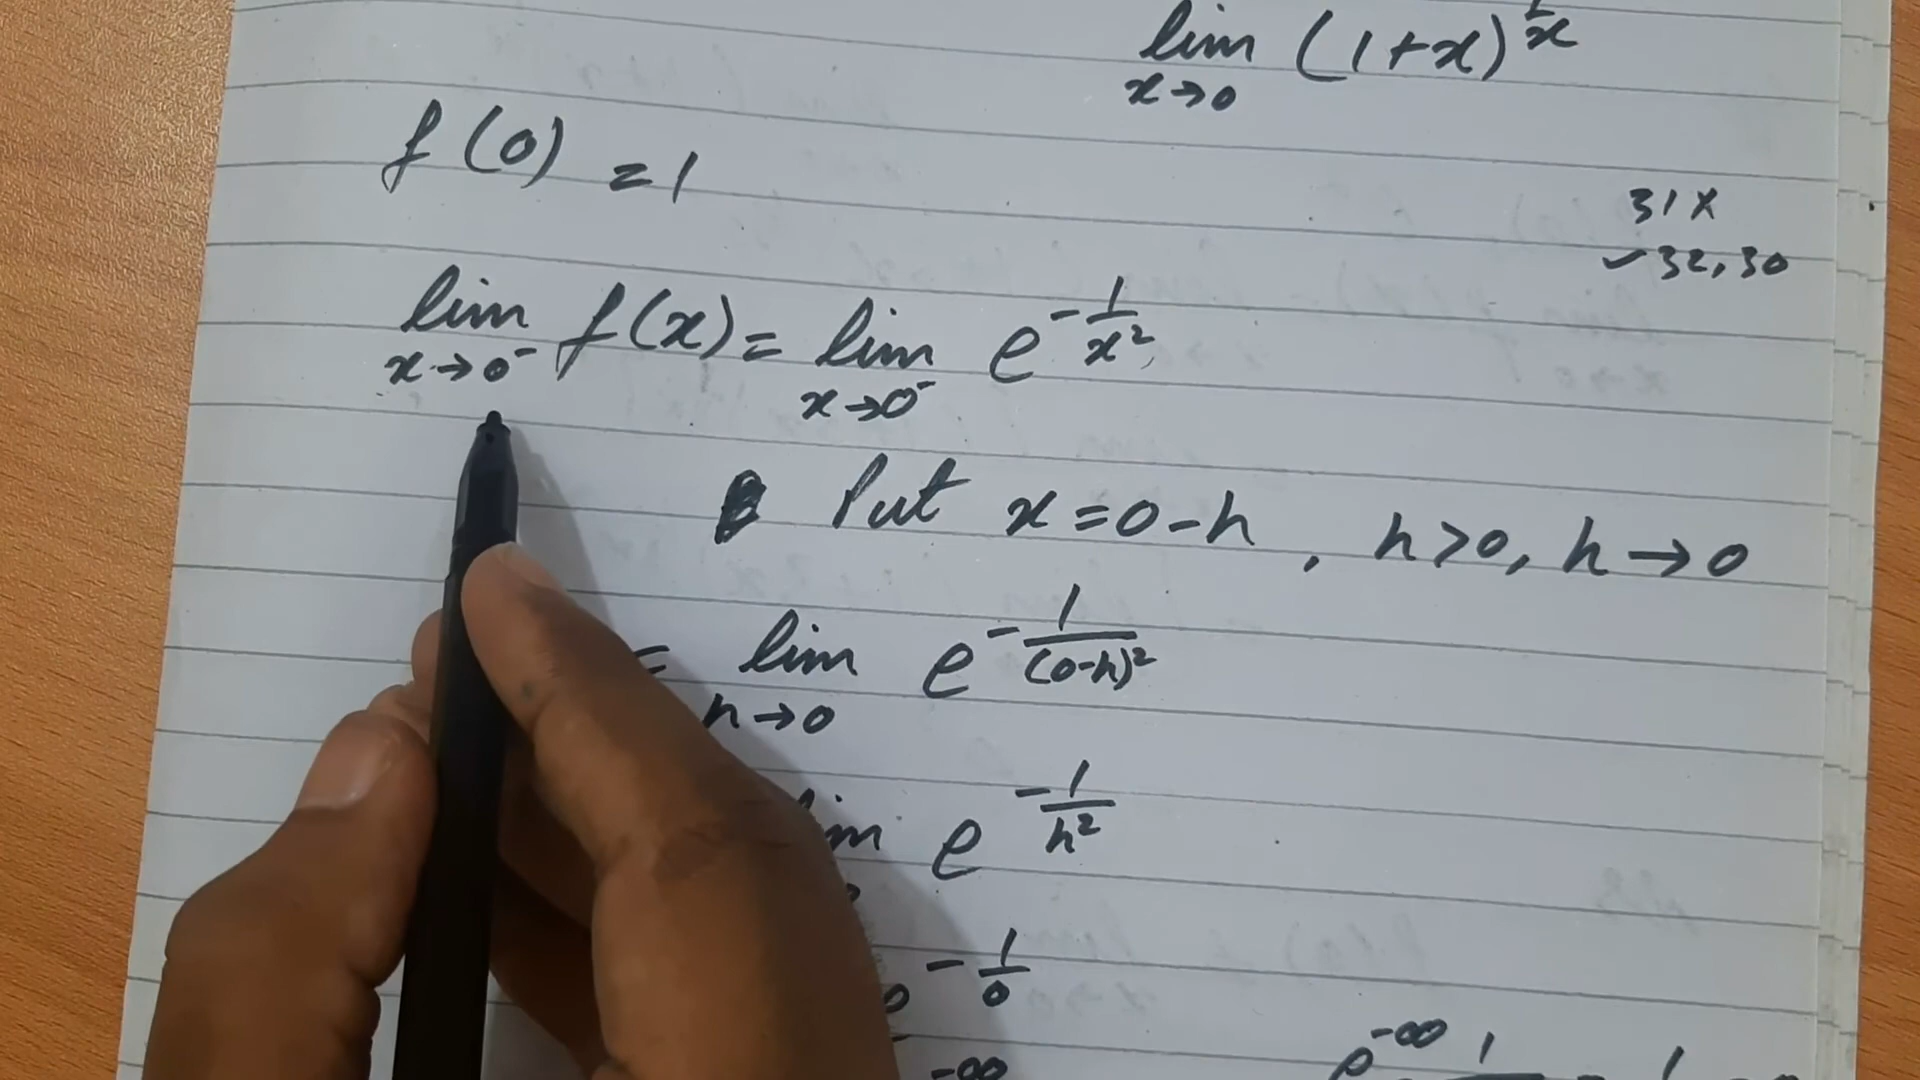 lim (1+x)^{1/x}
x→0
f(0) = 1
31 X
✓ 32, 30
lim f(x) = lim e^{-1/x²}
x→0⁻ x→0⁻
Put x = 0-h , h>0, h→0
= lim e^{-1/(0-h)²}
h→0
e^{-1/h²}
-1/0
-∞
e^{-∞}